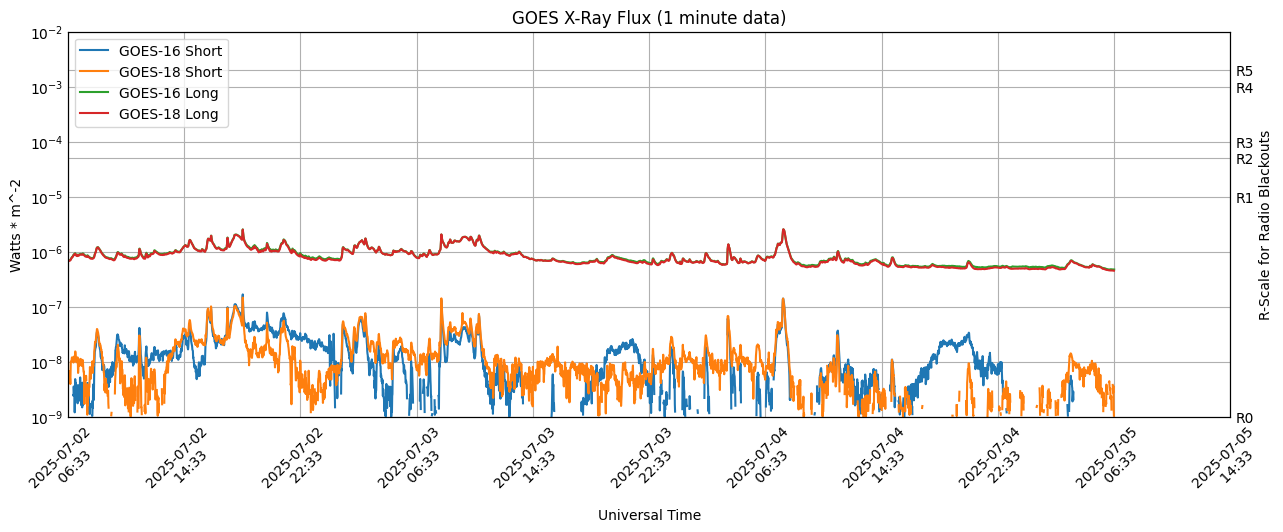 GOES X-Ray Flux (1 minute data)
GOES-16 Short
GOES-18 Short
GOES-16 Long
GOES-18 Long
10^-2
10^-3
10^-4
10^-5
10^-6
10^-7
10^-8
10^-9
Watts * m^-2
R5
R4
R3
R2
R1
R0
R-Scale for Radio Blackouts
2025-07-02
06:33
2025-07-02
14:33
2025-07-02
22:33
2025-07-03
06:33
2025-07-03
14:33
2025-07-03
22:33
2025-07-04
06:33
2025-07-04
14:33
2025-07-04
22:33
2025-07-05
06:33
2025-07-05
14:33
Universal Time